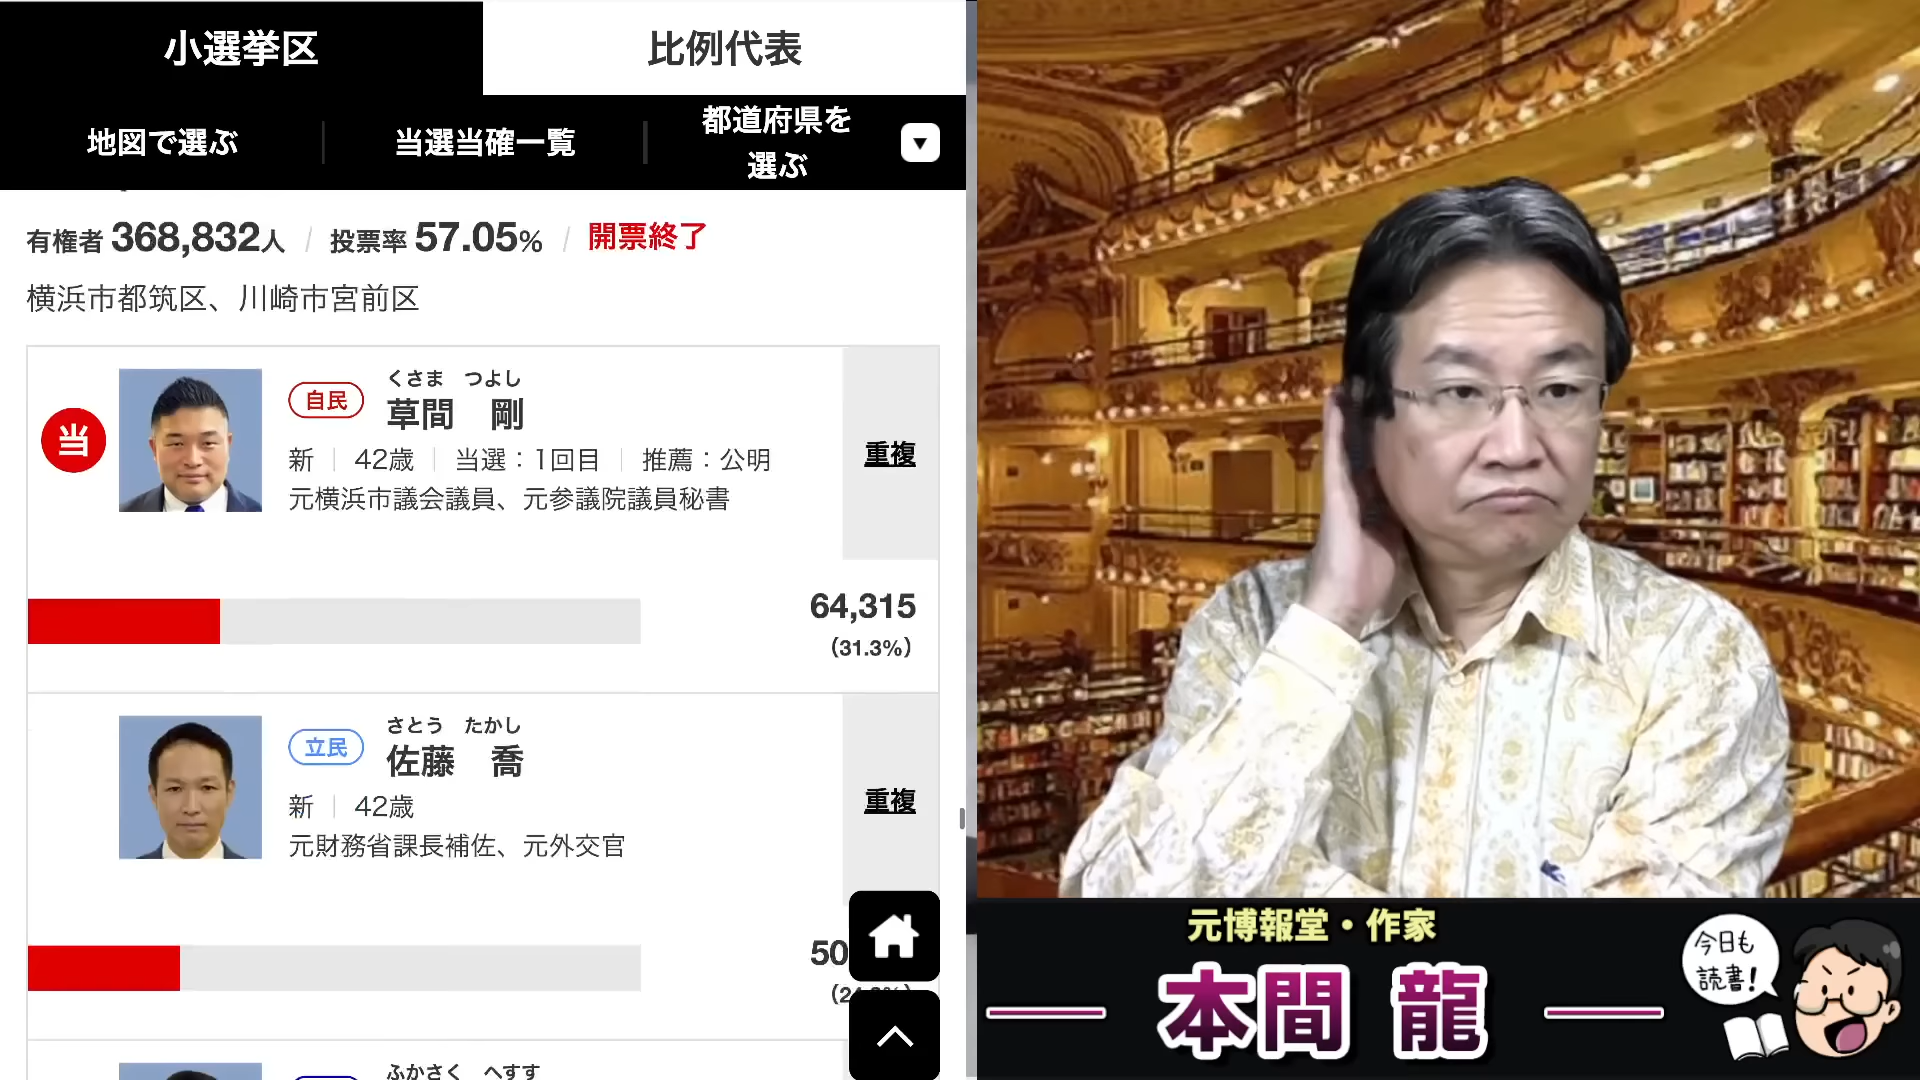 小選挙区
比例代表
地図で選ぶ
当選当確一覧
都道府県を
選ぶ
有権者 368,832人 / 投票率 57.05% / 開票終了
横浜市都筑区、川崎市宮前区
当
自民
くさま つよし
草間 剛
新 | 42歳 | 当選:1回目 | 推薦:公明
元横浜市議会議員、元参議院議員秘書
重複
64,315
(31.3%)
立民
さとう たかし
佐藤 喬
新 | 42歳
元財務省課長補佐、元外交官
重複
50
ふかさく へすす
元博報堂・作家
本間 龍
今日も
読書!